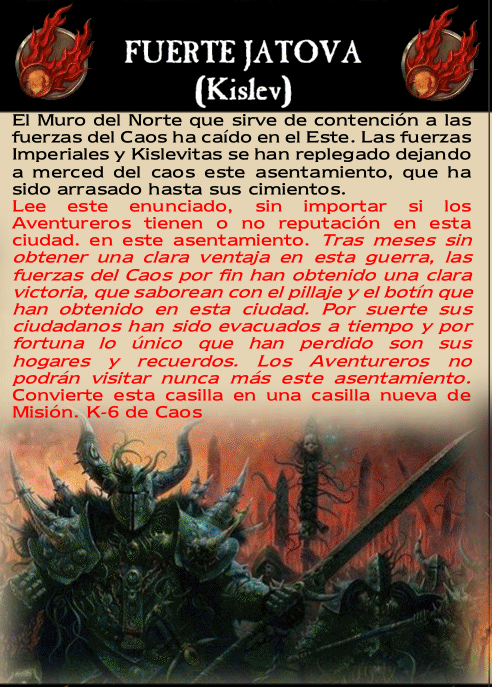 FUERTE JATOVA
(Kislev)
El Muro del Norte que sirve de contención a las
fuerzas del Caos ha caído en el Este. Las fuerzas
Imperiales y Kislevitas se han replegado dejando
a merced del caos este asentamiento, que ha
sido arrasado hasta sus cimientos.
Lee este enunciado, sin importar si los
Aventureros tienen o no reputación en esta
ciudad. en este asentamiento. Tras meses sin
obtener una clara ventaja en esta guerra, las
fuerzas del Caos por fin han obtenido una clara
victoria, que saborean con el pillaje y el botín que
han obtenido en esta ciudad. Por suerte sus
ciudadanos han sido evacuados a tiempo y por
fortuna lo único que han perdido son sus
hogares y recuerdos. Los Aventureros no
podrán visitar nunca más este asentamiento.
Convierte esta casilla en una casilla nueva de
Misión. K-6 de Caos